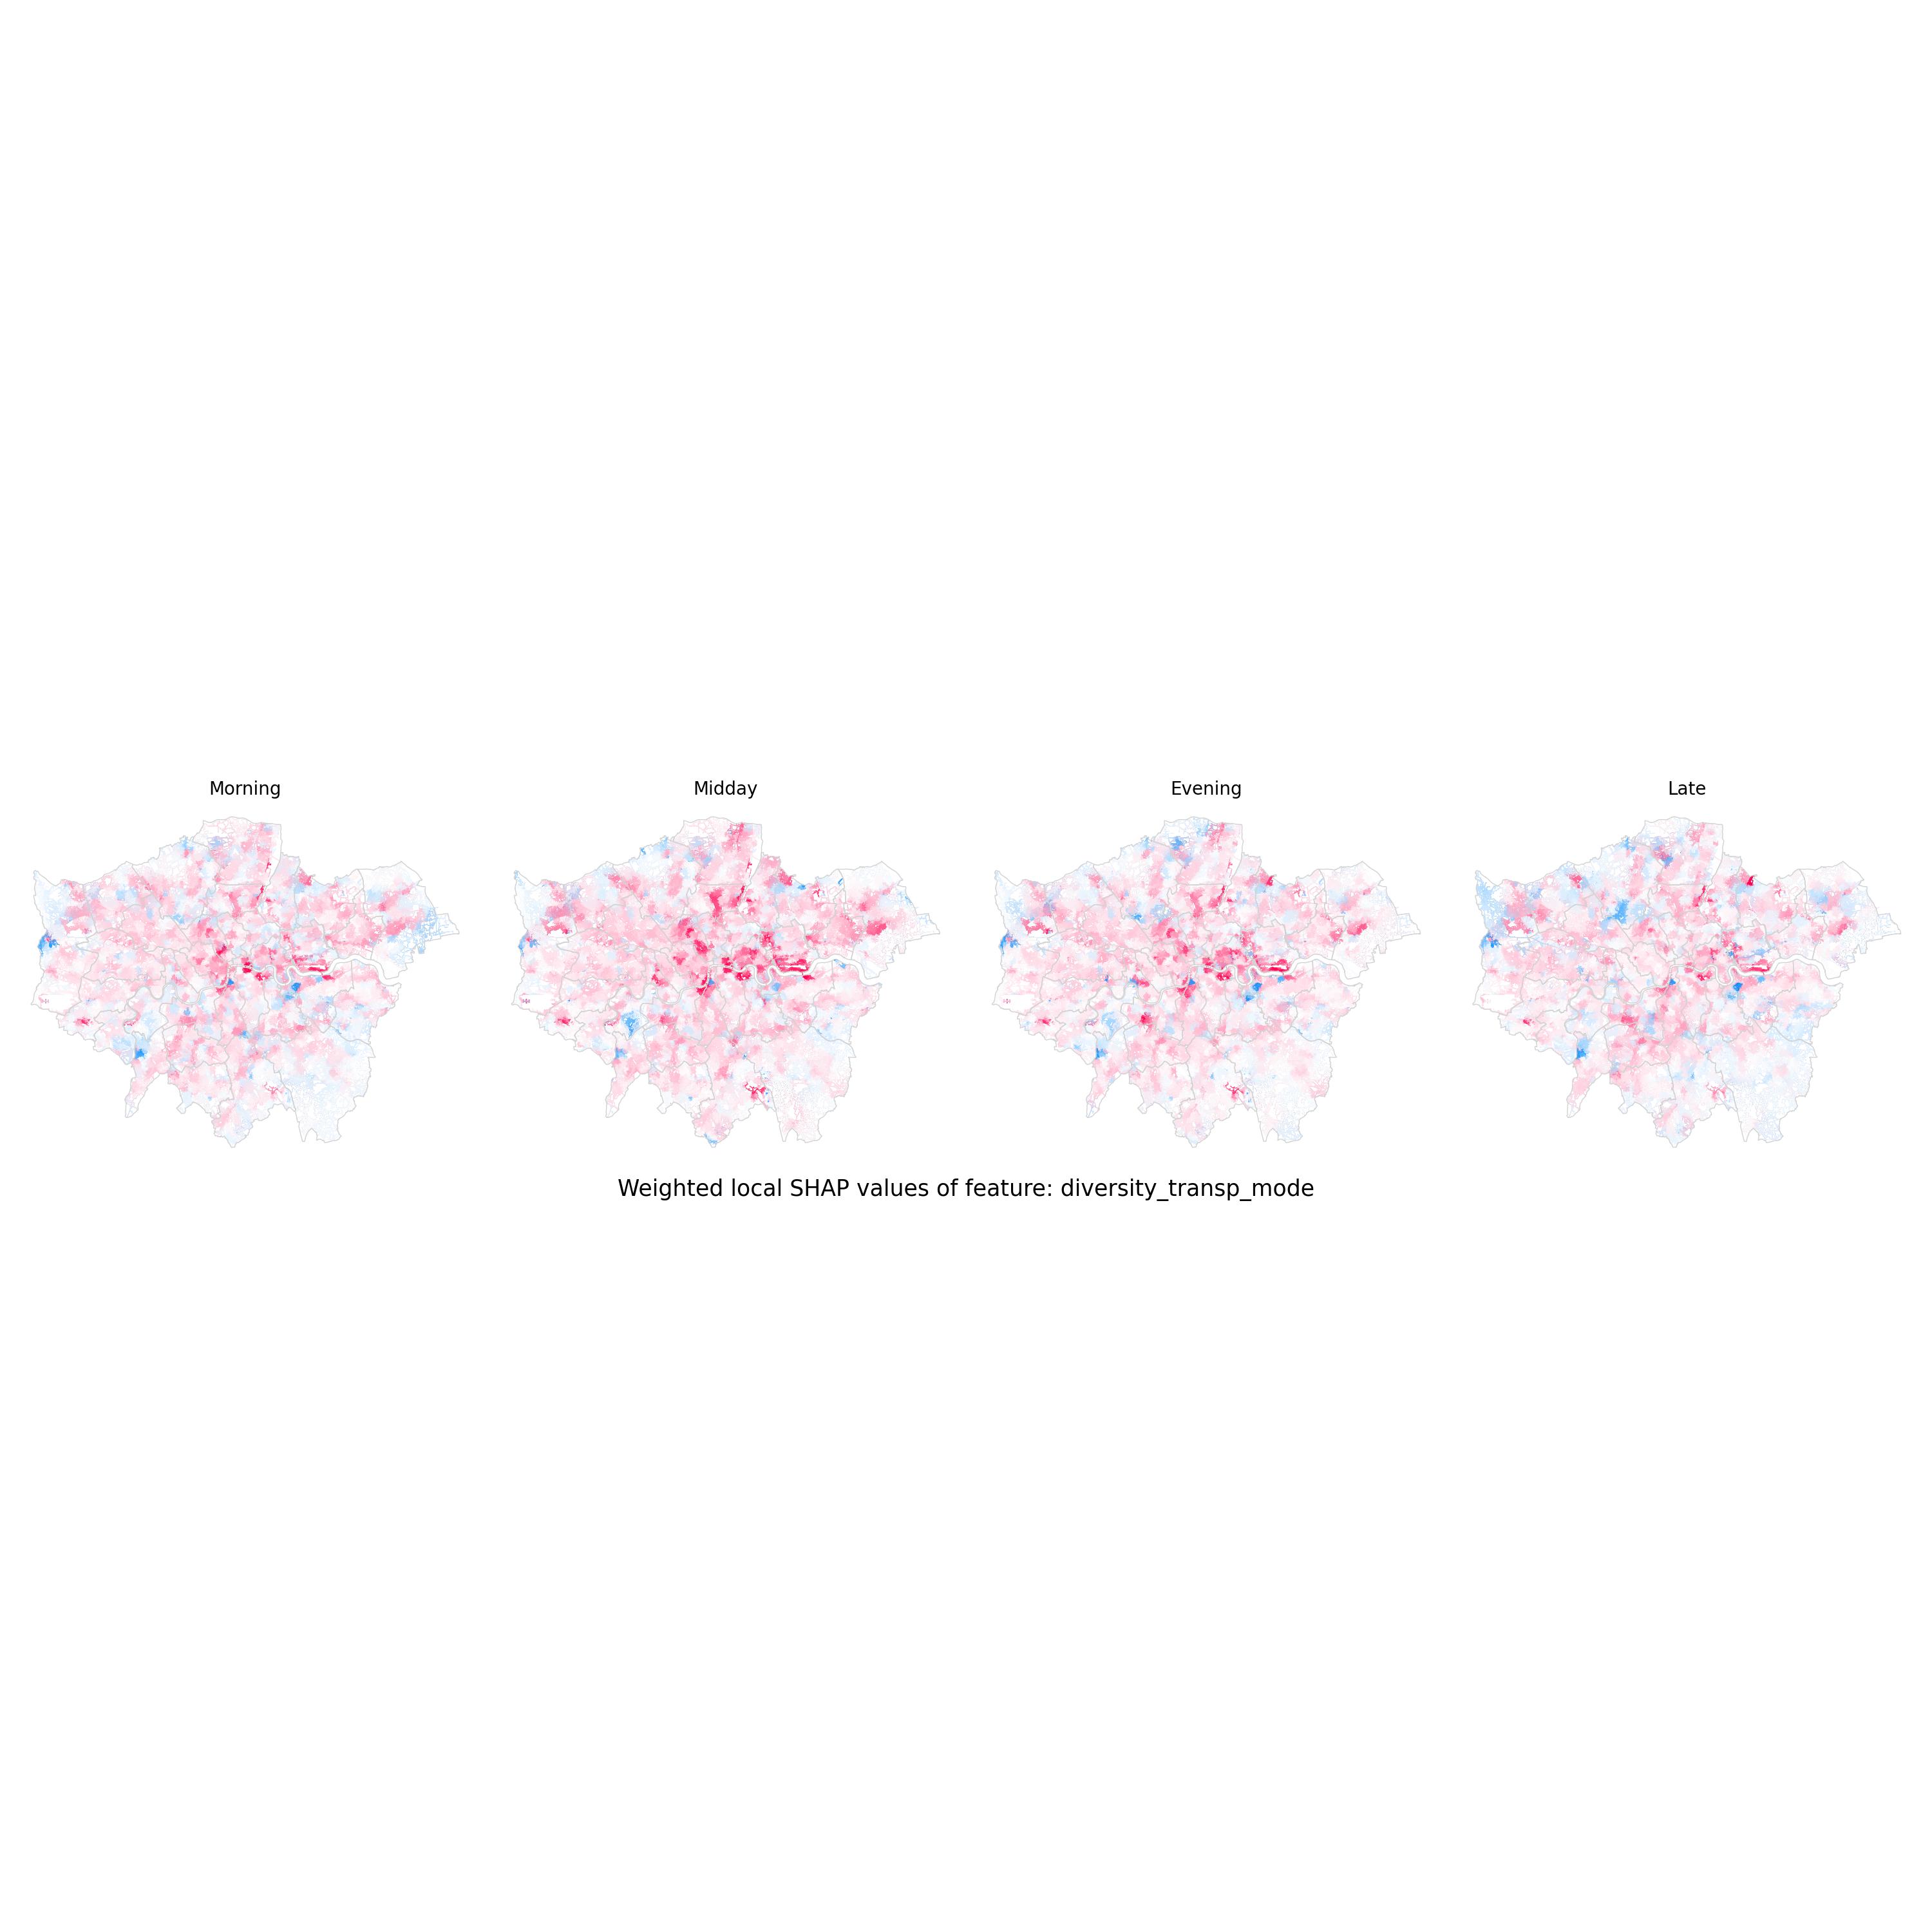 Morning
Midday
Evening
Late
Weighted local SHAP values of feature: diversity_transp_mode